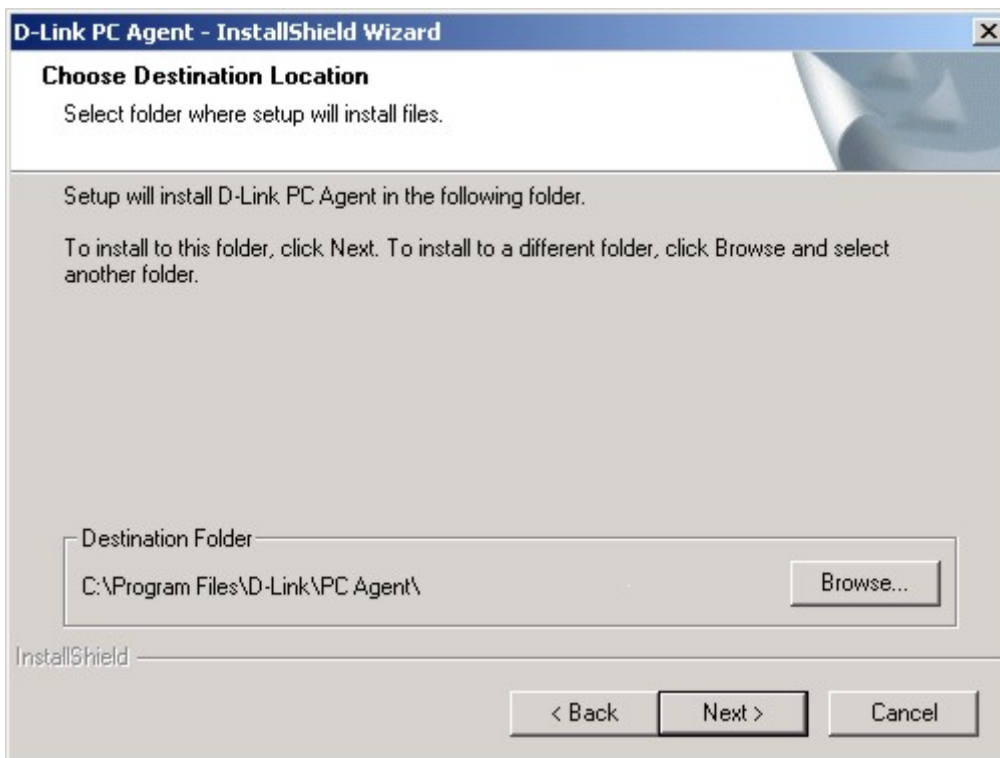 D-Link PC Agent - InstallShield Wizard
Choose Destination Location
Select folder where setup will install files.
Setup will install D-Link PC Agent in the following folder.
To install to this folder, click Next. To install to a different folder, click Browse and select
another folder.
Destination Folder
C:\Program Files\D-Link\PC Agent\
Browse...
InstallShield
< Back
Next >
Cancel